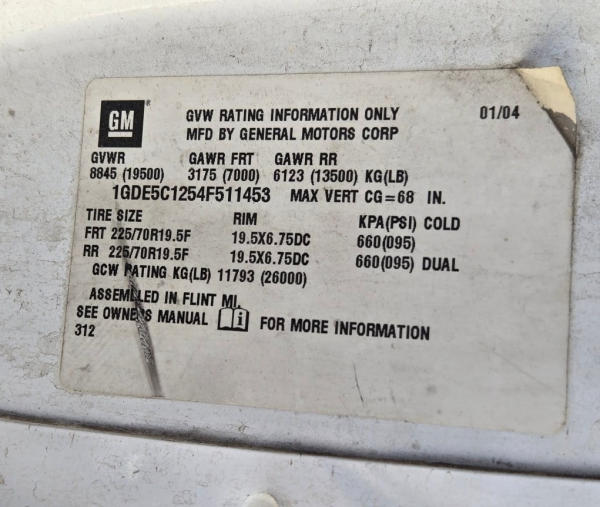 GM ®
GVW RATING INFORMATION ONLY 01/04
MFD BY GENERAL MOTORS CORP
GVWR GAWR FRT GAWR RR
8845 (19500) 3175 (7000) 6123 (13500) KG(LB)
1GDE5C1254F511453 MAX VERT CG=68 IN.
TIRE SIZE RIM KPA(PSI) COLD
FRT 225/70R19.5F 19.5X6.75DC 660(095)
RR 225/70R19.5F 19.5X6.75DC 660(095) DUAL
GCW RATING KG(LB) 11793 (26000)
ASSEMBLED IN FLINT MI.
SEE OWNERS MANUAL i FOR MORE INFORMATION
312